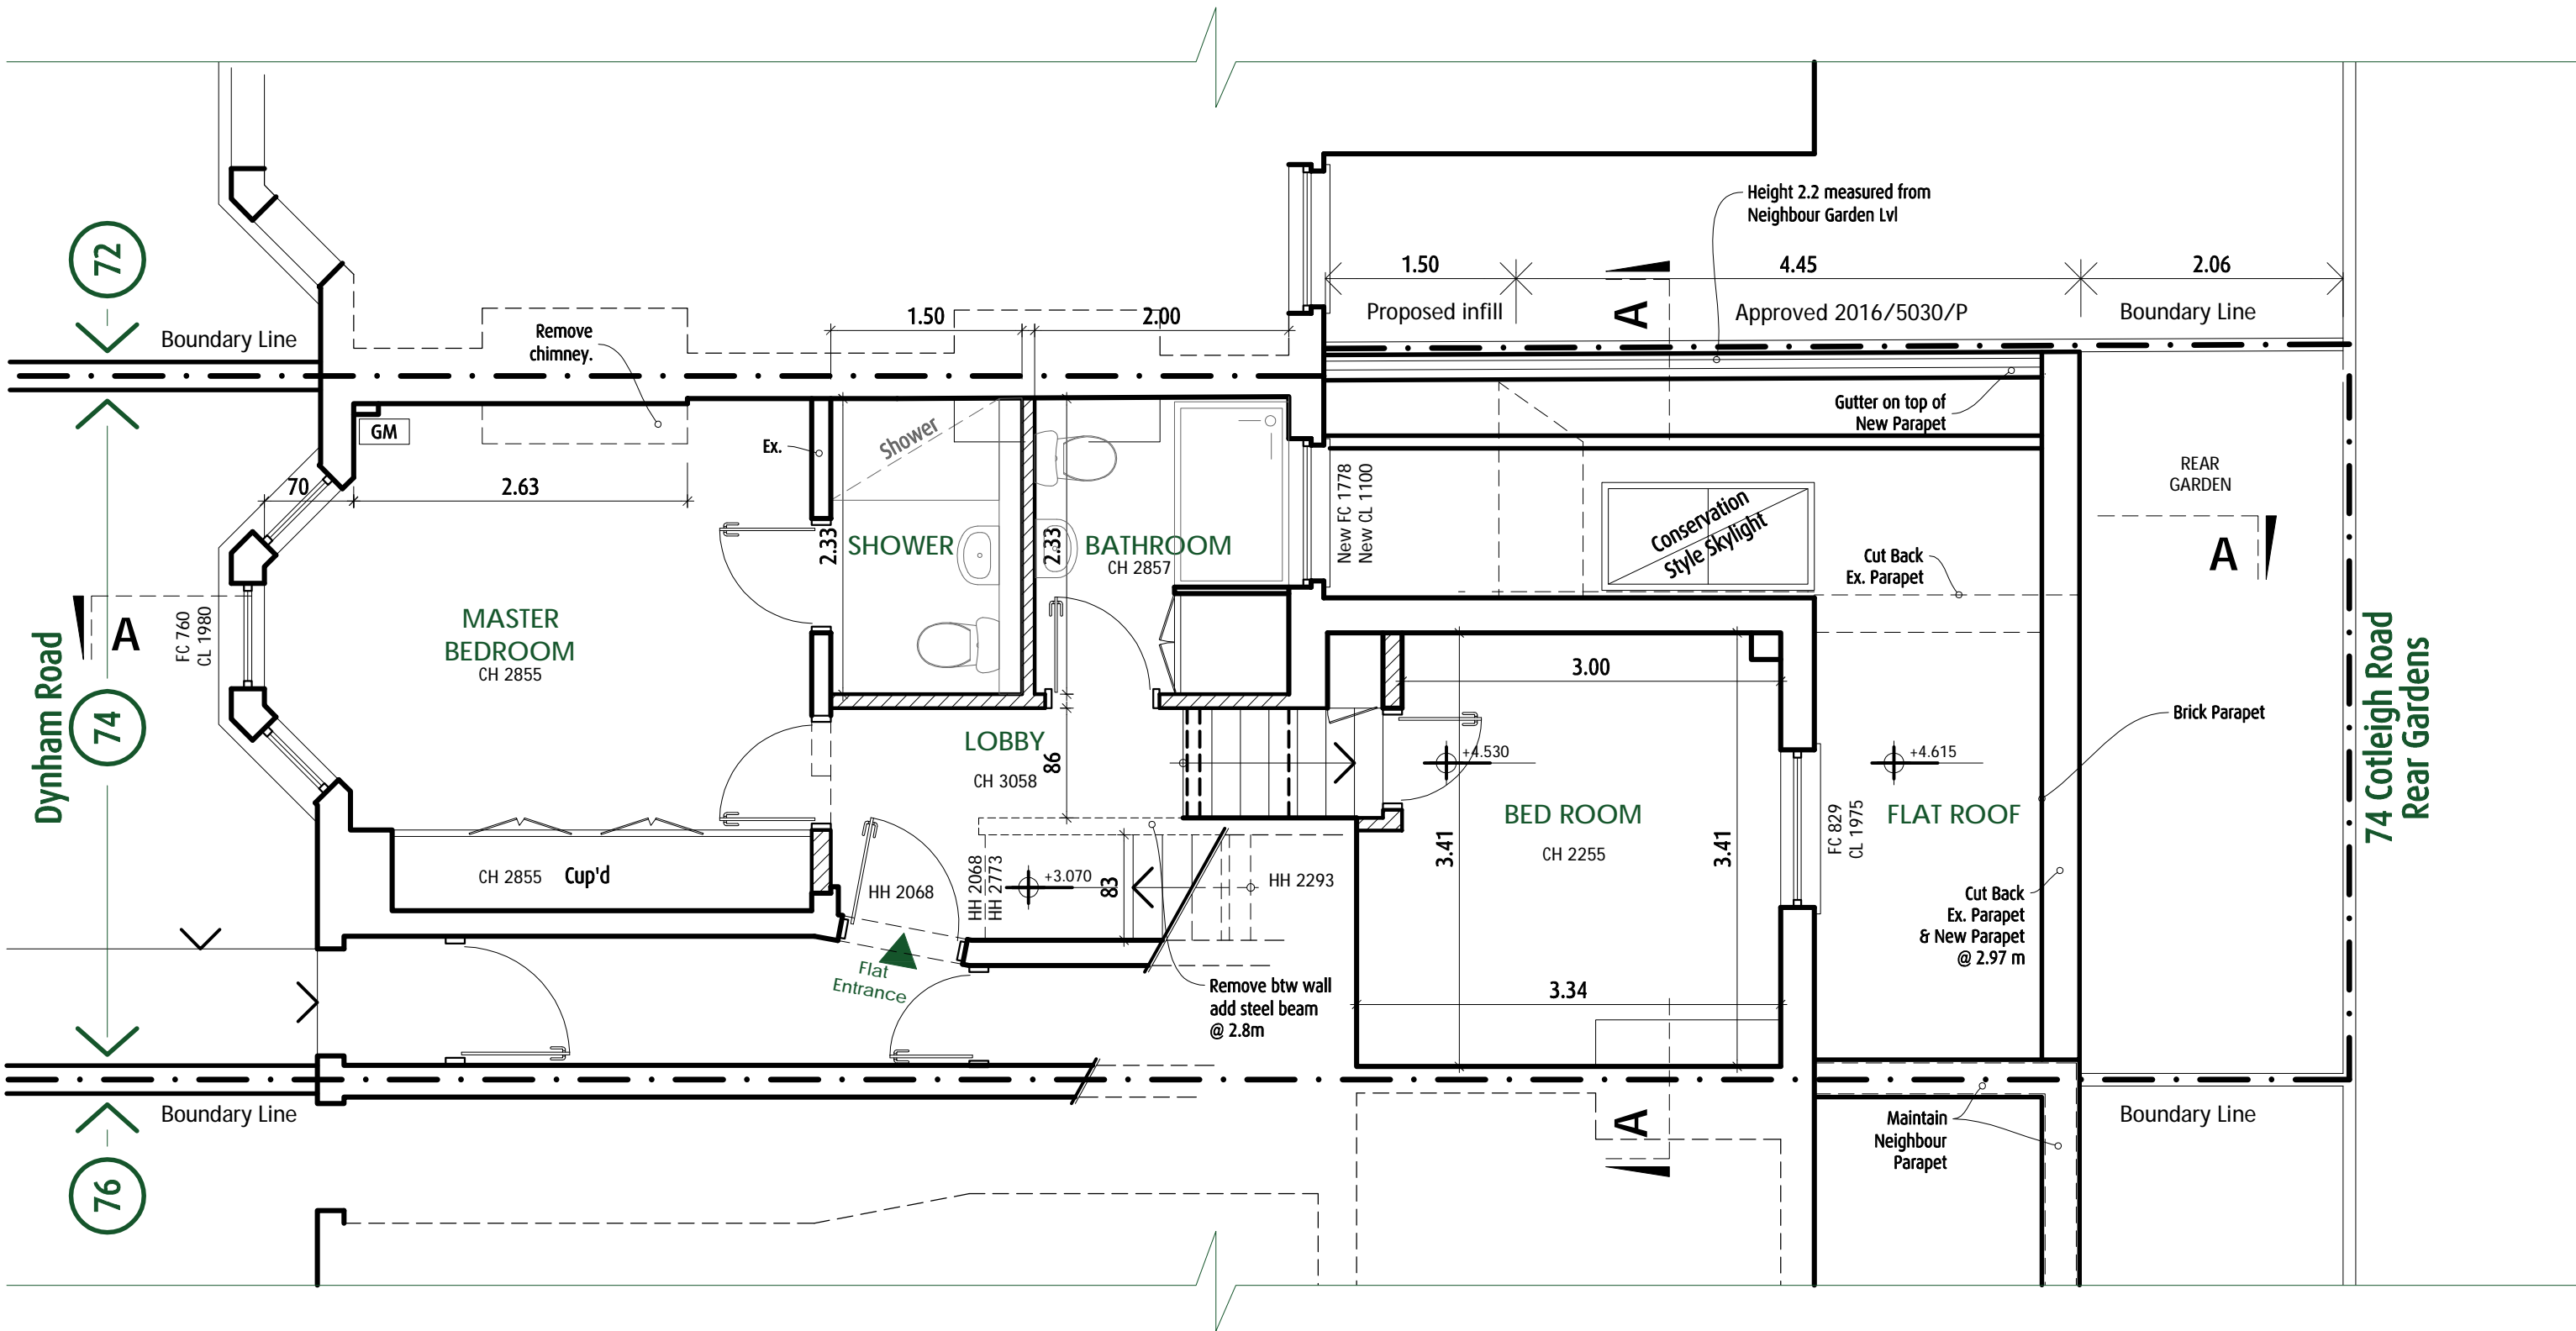 72
Boundary Line
Remove
chimney.
1.50
2.00
Height 2.2 measured from
Neighbour Garden Lvl
1.50
4.45
2.06
Proposed infill
A
Approved 2016/5030/P
Boundary Line
GM
Ex.
Shower
Gutter on top of
New Parapet
70
2.63
2.33
SHOWER
2.33
BATHROOM
CH 2857
New FC 1778
New CL 1100
Conservation
Style Skylight
REAR
GARDEN
A
Cut Back
Ex. Parapet
Dynham Road
74
A
FC 760
CL 1980
MASTER
BEDROOM
CH 2855
3.00
74 Cotleigh Road
Rear Gardens
Brick Parapet
LOBBY
CH 3058
86
+4.530
+4.615
BED ROOM
CH 2255
3.41
3.41
FC 829
CL 1975
FLAT ROOF
CH 2855
Cup'd
HH 2068
HH 2068
HH 2773
+3.070
83
HH 2293
Cut Back
Ex. Parapet
& New Parapet
@ 2.97 m
Flat
Entrance
Remove btw wall
add steel beam
@ 2.8m
3.34
Boundary Line
A
Maintain
Neighbour
Parapet
Boundary Line
76